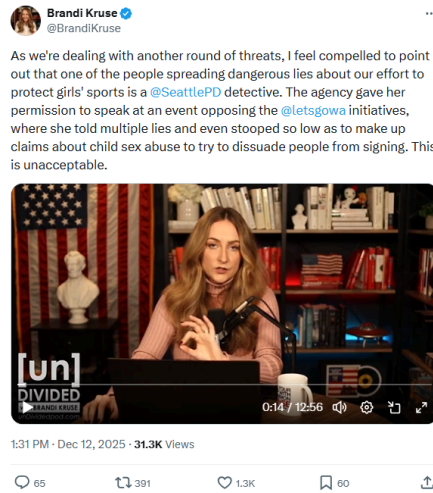 Brandi Kruse
@BrandiKruse
As we're dealing with another round of threats, I feel compelled to point
out that one of the people spreading dangerous lies about our effort to
protect girls' sports is a @SeattlePD detective. The agency gave her
permission to speak at an event opposing the @letsgowa initiatives,
where she told multiple lies and even stooped so low as to make up
claims about child sex abuse to try to dissuade people from signing. This
is unacceptable.
[un]
DIVIDED
BRANDI KRUSE
unDividedpod.com
0:14 / 12:56
1:31 PM · Dec 12, 2025 · 31.3K Views
65 391 1.3K 60